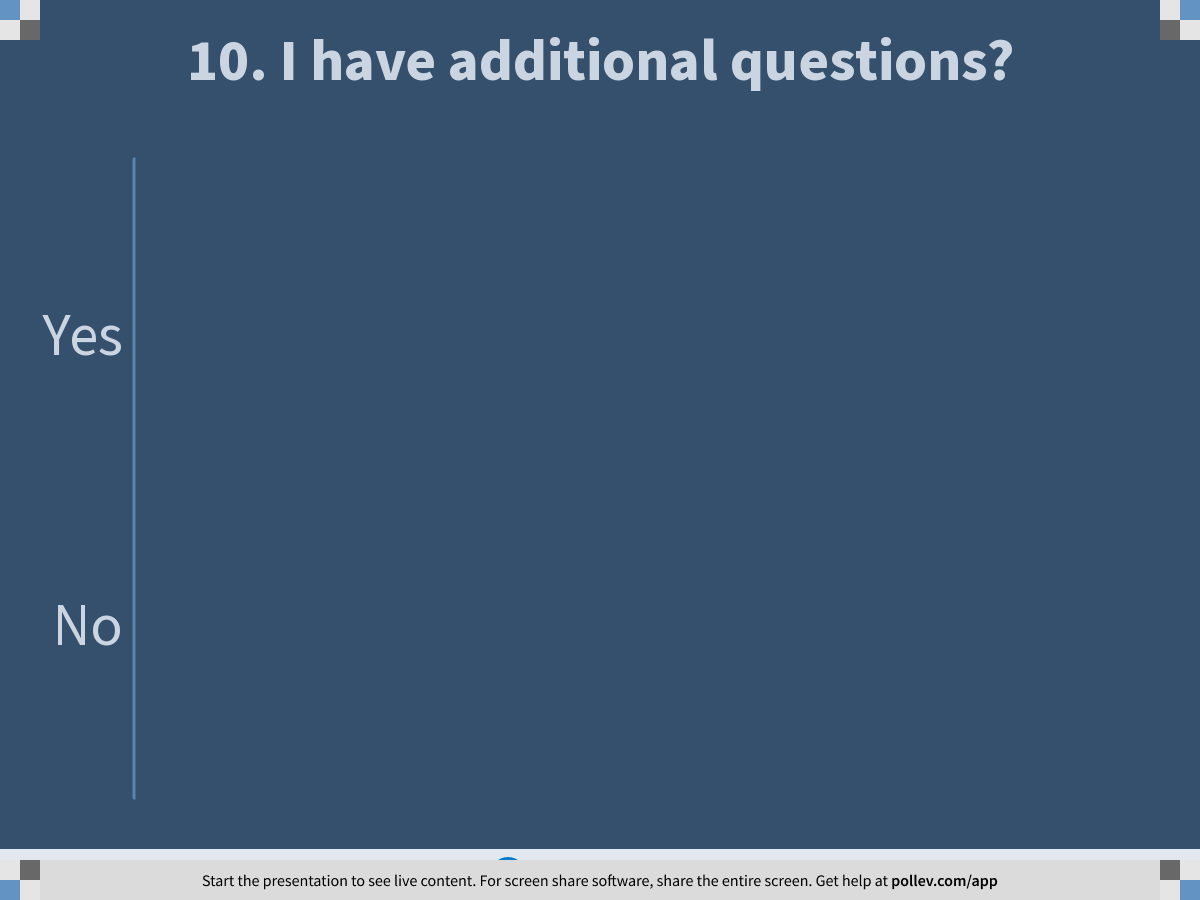 10. I have additional questions?
Yes
No
Start the presentation to see live content. For screen share software, share the entire screen. Get help at pollev.com/app